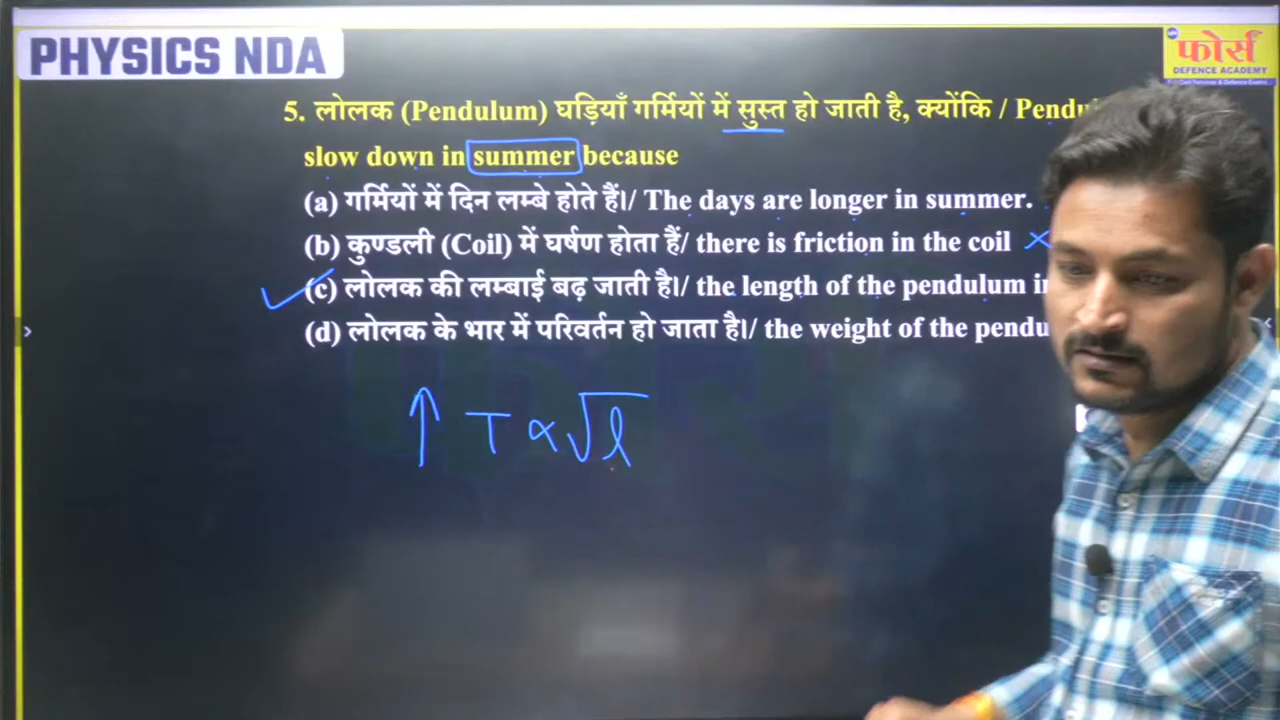 PHYSICS NDA
फोर्स
DEFENCE ACADEMY
5. लोलक (Pendulum) घड़ियाँ गर्मियों में सुस्त हो जाती है, क्योंकि / Pendu
slow down in summer because
(a) गर्मियों में दिन लम्बे होते हैं।/ The days are longer in summer.
(b) कुण्डली (Coil) में घर्षण होता हैं/ there is friction in the coil
(c) लोलक की लम्बाई बढ़ जाती है।/ the length of the pendulum in
(d) लोलक के भार में परिवर्तन हो जाता है।/ the weight of the pendu
↑ T ∝ √l